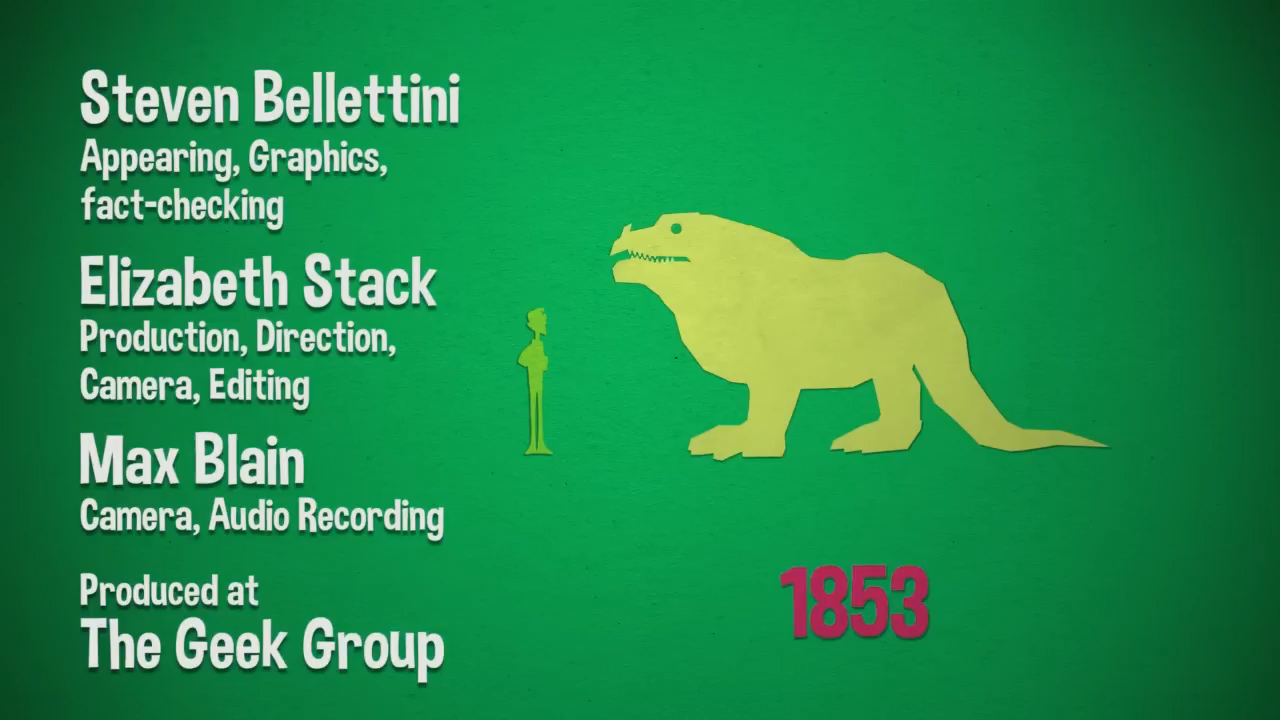 Steven Bellettini
Appearing, Graphics,
fact-checking
Elizabeth Stack
Production, Direction,
Camera, Editing
Max Blain
Camera, Audio Recording
Produced at
The Geek Group
1853